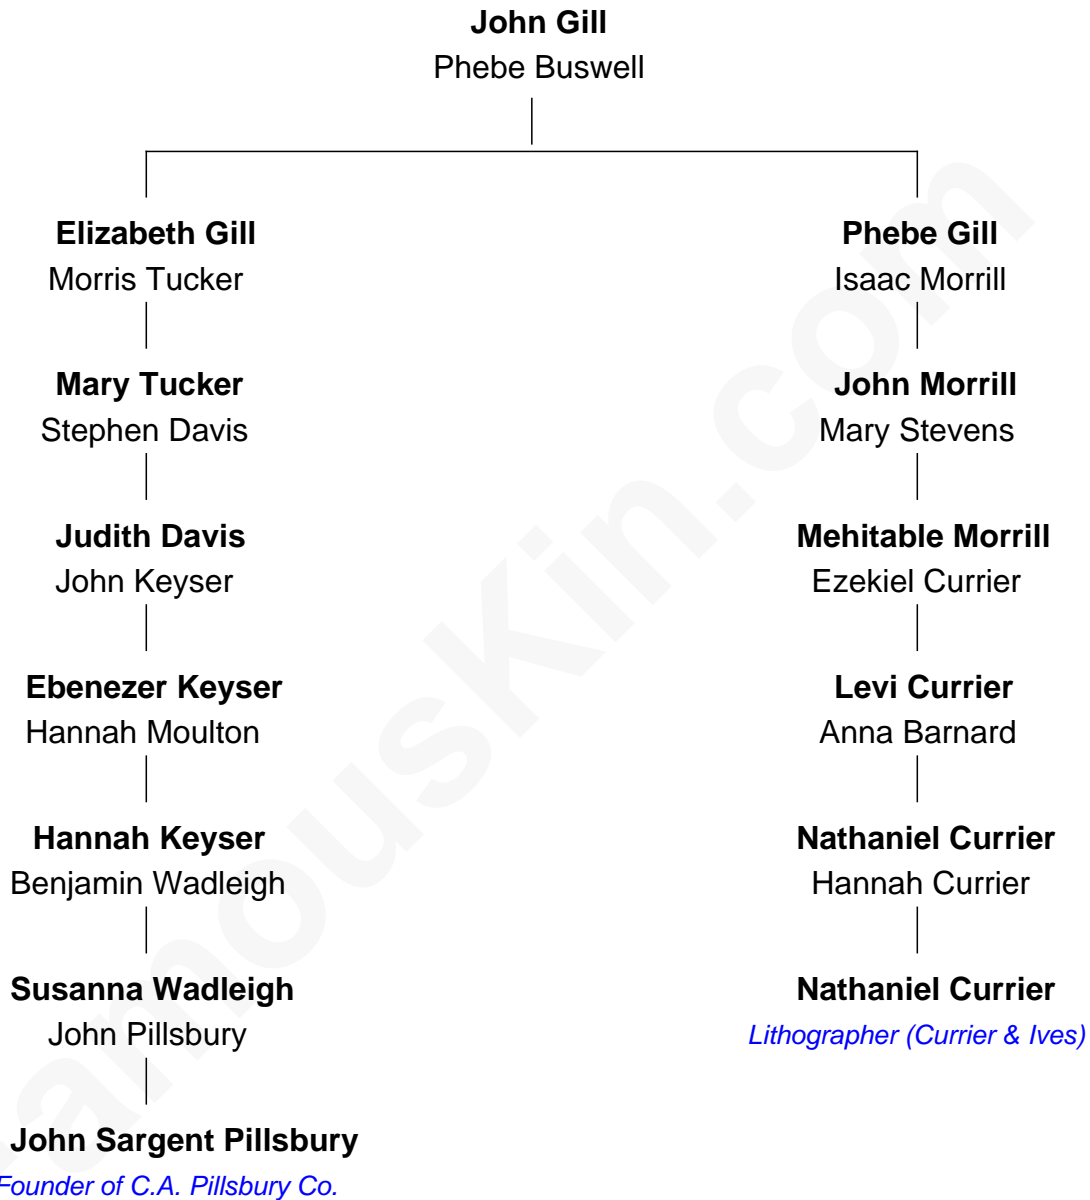 John Gill
Phebe Buswell
Elizabeth Gill
Morris Tucker
Phebe Gill
Isaac Morrill
Mary Tucker
Stephen Davis
John Morrill
Mary Stevens
Judith Davis
John Keyser
Mehitable Morrill
Ezekiel Currier
Ebenezer Keyser
Hannah Moulton
Levi Currier
Anna Barnard
Hannah Keyser
Benjamin Wadleigh
Nathaniel Currier
Hannah Currier
Susanna Wadleigh
John Pillsbury
Nathaniel Currier
Lithographer (Currier & Ives)
John Sargent Pillsbury
Founder of C.A. Pillsbury Co.
FamousKin.com